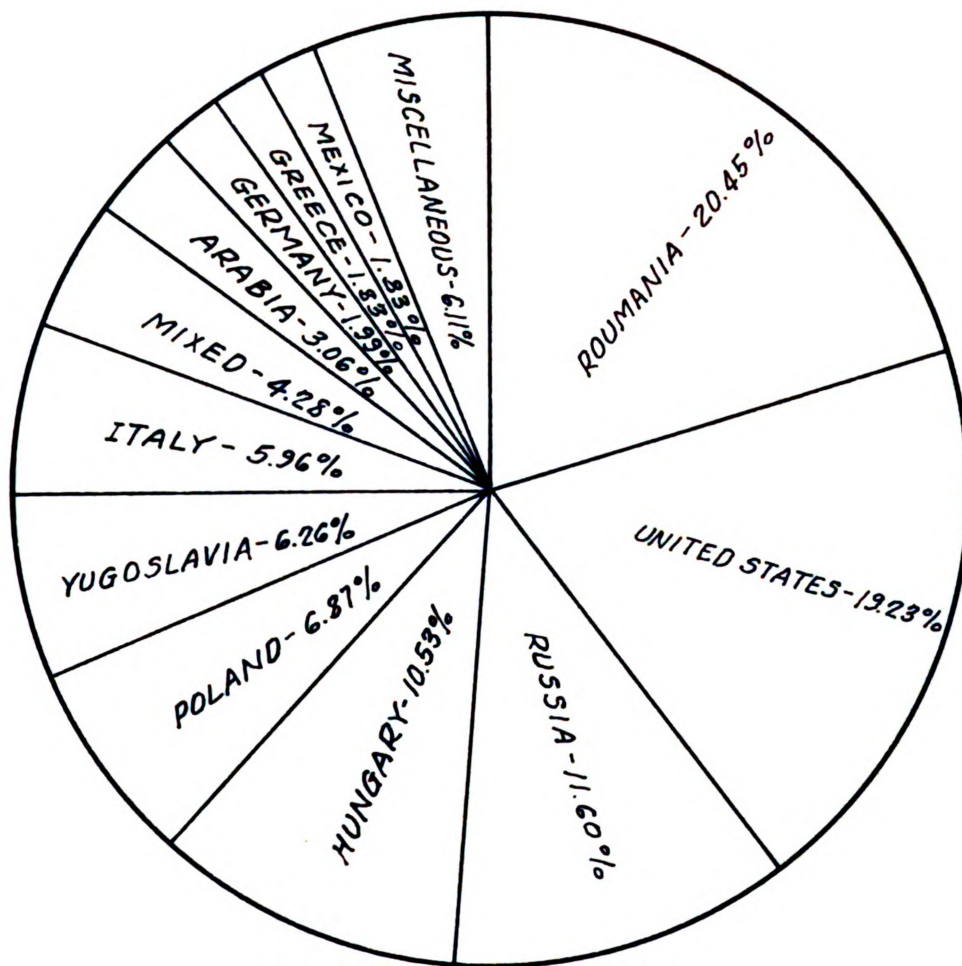 ROUMANIA - 20.45%
UNITED STATES - 19.23%
RUSSIA - 11.60%
HUNGARY - 10.53%
POLAND - 6.87%
YUGOSLAVIA - 6.26%
ITALY - 5.96%
MIXED - 4.28%
ARABIA - 3.06%
GERMANY - 1.99%
GREECE - 1.83%
MEXICO - 1.83%
MISCELLANEOUS - 6.11%